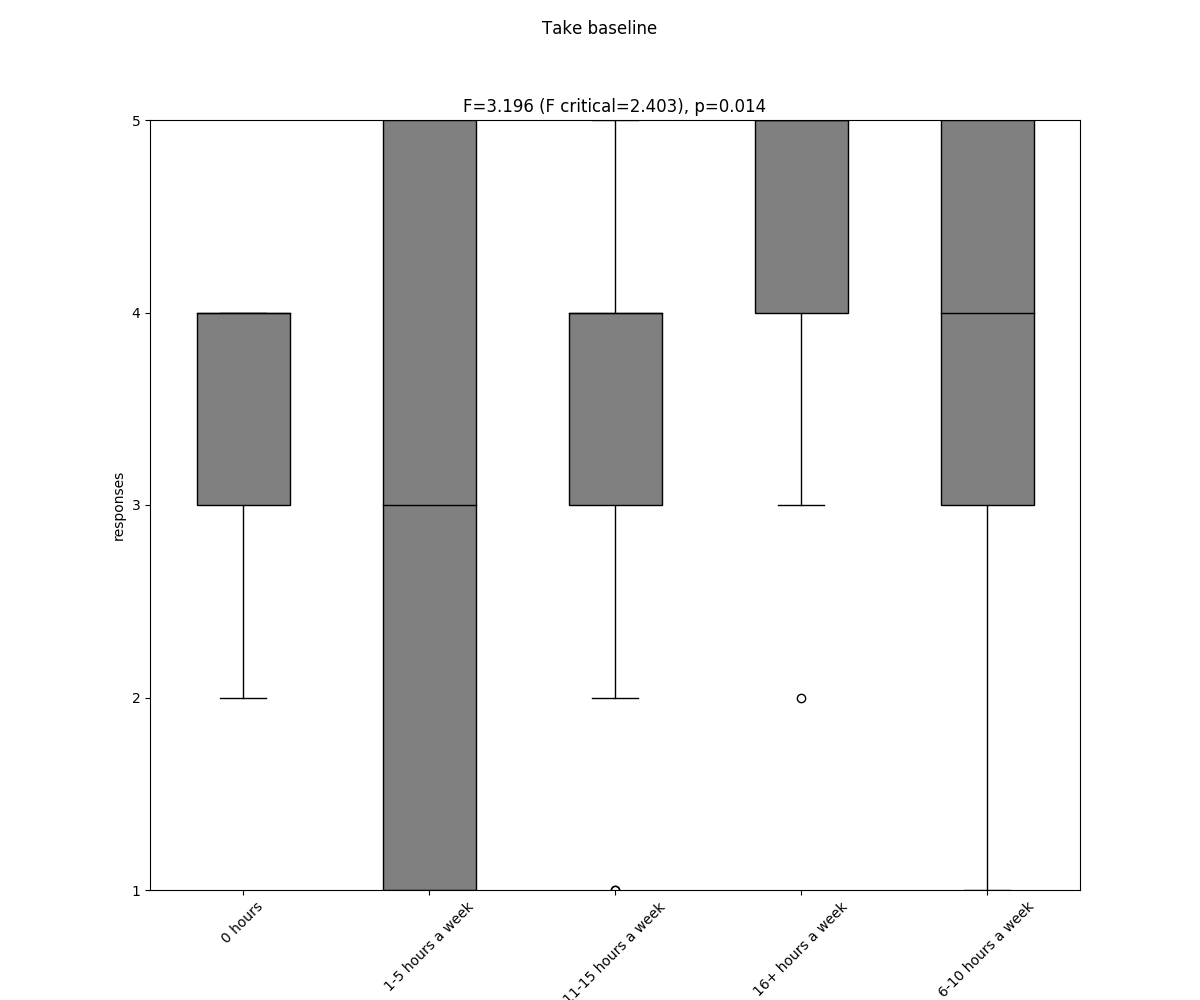 Take baseline
F=3.196 (F critical=2.403), p=0.014
5
4
3
2
1
responses
0 hours
1-5 hours a week
11-15 hours a week
16+ hours a week
6-10 hours a week